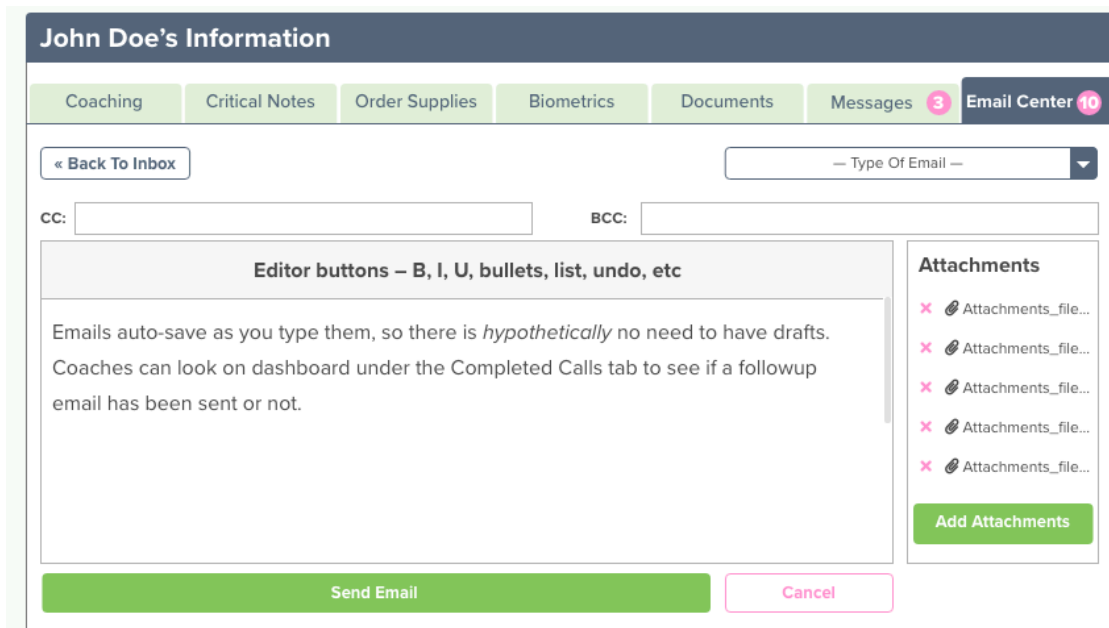 John Doe's Information
Coaching Critical Notes Order Supplies Biometrics Documents Messages 3 Email Center 10
« Back To Inbox — Type Of Email —
CC: BCC:
Editor buttons – B, I, U, bullets, list, undo, etc
Attachments
Emails auto-save as you type them, so there is hypothetically no need to have drafts.
Coaches can look on dashboard under the Completed Calls tab to see if a followup
email has been sent or not.
Attachments_file...
Attachments_file...
Attachments_file...
Attachments_file...
Attachments_file...
Add Attachments
Send Email Cancel